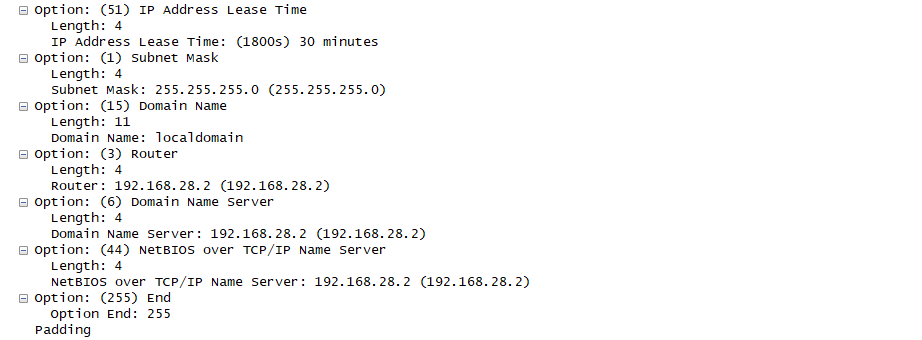 Option: (51) IP Address Lease Time
Length: 4
IP Address Lease Time: (1800s) 30 minutes
Option: (1) Subnet Mask
Length: 4
Subnet Mask: 255.255.255.0 (255.255.255.0)
Option: (15) Domain Name
Length: 11
Domain Name: localdomain
Option: (3) Router
Length: 4
Router: 192.168.28.2 (192.168.28.2)
Option: (6) Domain Name Server
Length: 4
Domain Name Server: 192.168.28.2 (192.168.28.2)
Option: (44) NetBIOS over TCP/IP Name Server
Length: 4
NetBIOS over TCP/IP Name Server: 192.168.28.2 (192.168.28.2)
Option: (255) End
Option End: 255
Padding